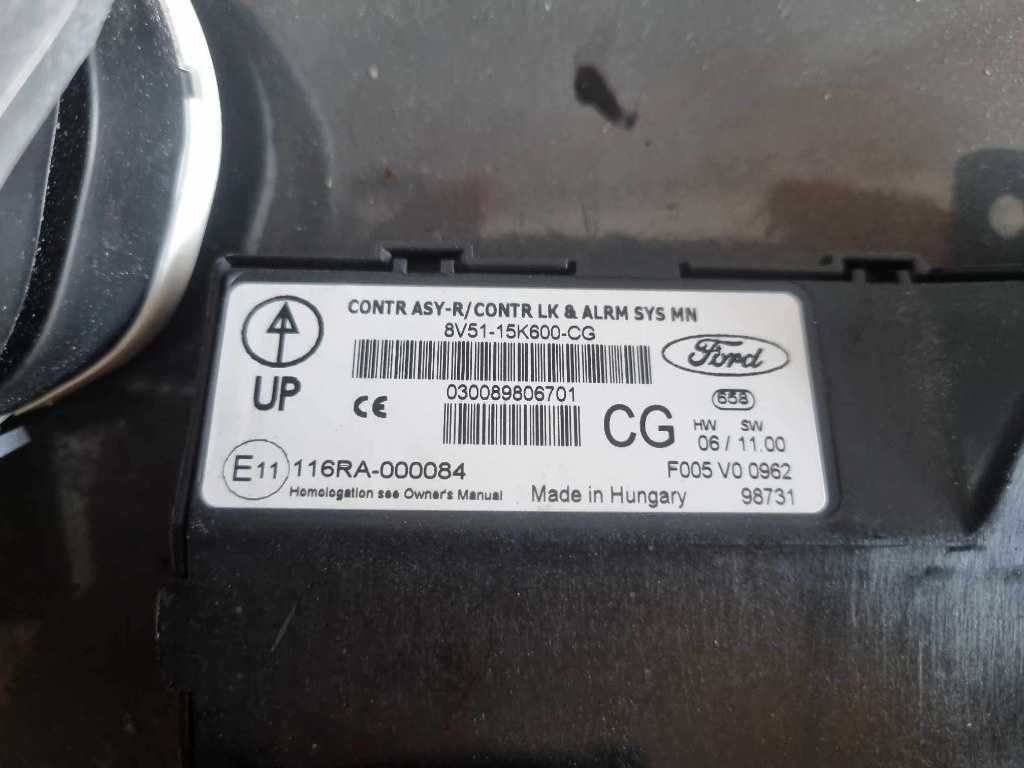 CONTR ASY-R/CONTR LK & ALRM SYS MN
8V51-15K600-CG
Ford
UP
CE
030089806701
CG
HW SW
06 / 11.00
E11 116RA-000084
F005 V0 0962
Homologation see Owner's Manual
Made in Hungary
98731